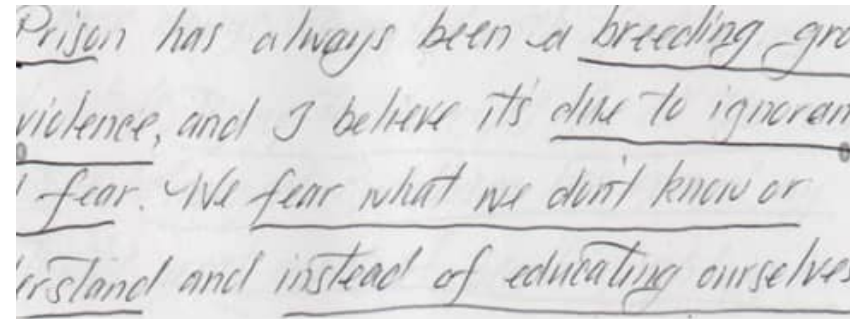 Prison has always been a breeding gro
violence, and I believe it's due to ignoran
fear. We fear what we don't know or
erstand and instead of educating ourselves